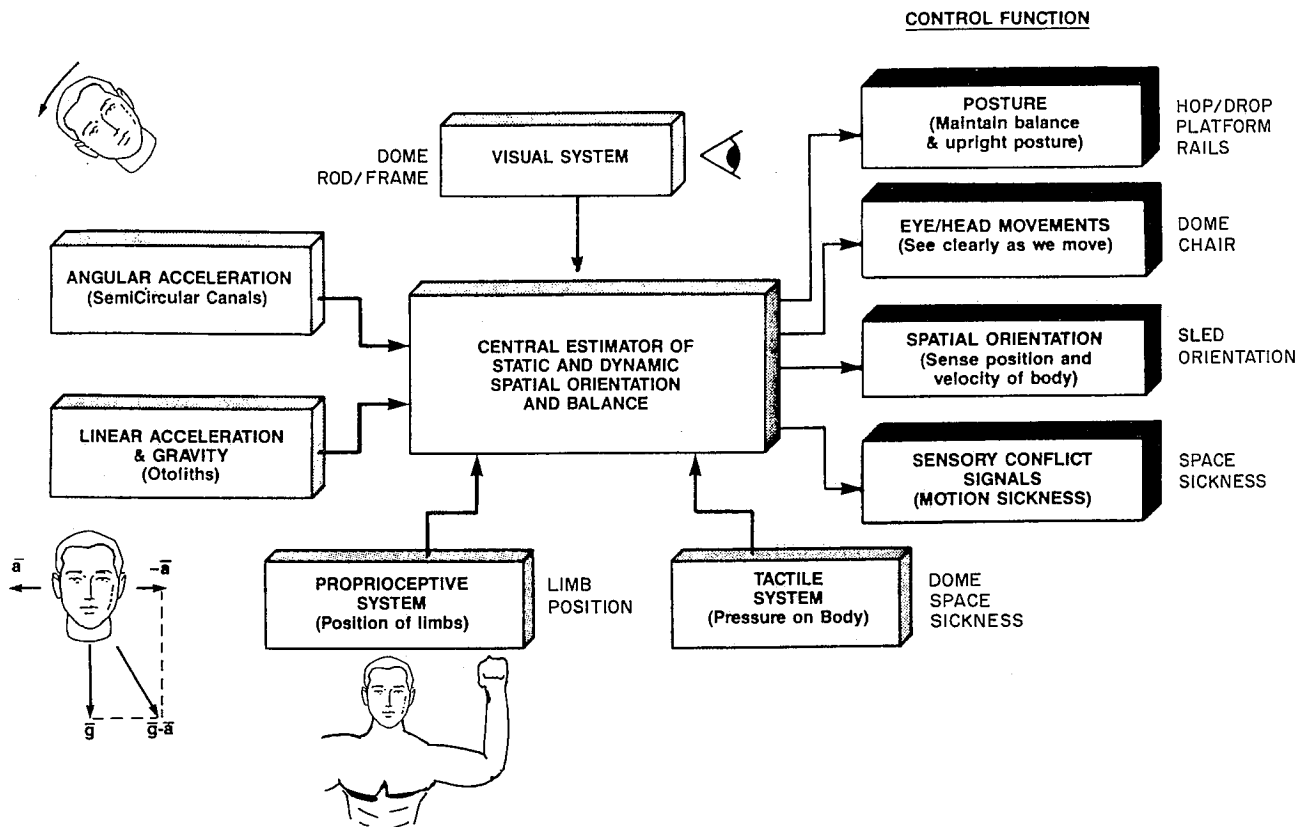 CONTROL FUNCTION
POSTURE
(Maintain balance
& upright posture)
HOP/DROP
PLATFORM
RAILS
VISUAL SYSTEM
DOME
ROD/FRAME
EYE/HEAD MOVEMENTS
(See clearly as we move)
DOME
CHAIR
ANGULAR ACCELERATION
(SemiCircular Canals)
CENTRAL ESTIMATOR OF
STATIC AND DYNAMIC
SPATIAL ORIENTATION
AND BALANCE
SPATIAL ORIENTATION
(Sense position and
velocity of body)
SLED
ORIENTATION
LINEAR ACCELERATION
& GRAVITY
(Otoliths)
SENSORY CONFLICT
SIGNALS
(MOTION SICKNESS)
SPACE
SICKNESS
a̅
-a̅
g̅
g̅-a̅
PROPRIOCEPTIVE
SYSTEM
(Position of limbs)
LIMB
POSITION
TACTILE
SYSTEM
(Pressure on Body)
DOME
SPACE
SICKNESS